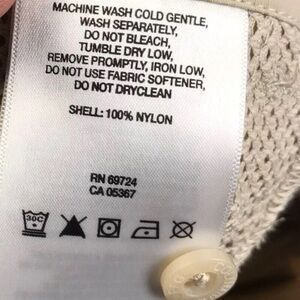 MACHINE WASH COLD GENTLE,
WASH SEPARATELY,
DO NOT BLEACH,
TUMBLE DRY LOW,
REMOVE PROMPTLY, IRON LOW,
DO NOT USE FABRIC SOFTENER,
DO NOT DRYCLEAN
SHELL: 100% NYLON
RN 69724
CA 05367
30C